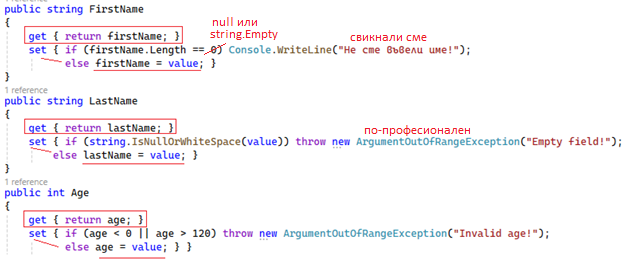 public string FirstName
{
null или
get { return firstName; }
string.Empty
свикнали сме
set { if (firstName.Length == 0) Console.WriteLine("Не сте въвели име!");
else firstName = value; }
}
1 reference
public string LastName
{
get { return lastName; }
по-професионален
set { if (string.IsNullOrWhiteSpace(value)) throw new ArgumentOutOfRangeException("Empty field!");
else lastName = value; }
}
1 reference
public int Age
{
get { return age; }
set { if (age < 0 || age > 120) throw new ArgumentOutOfRangeException("Invalid age!");
else age = value; } }